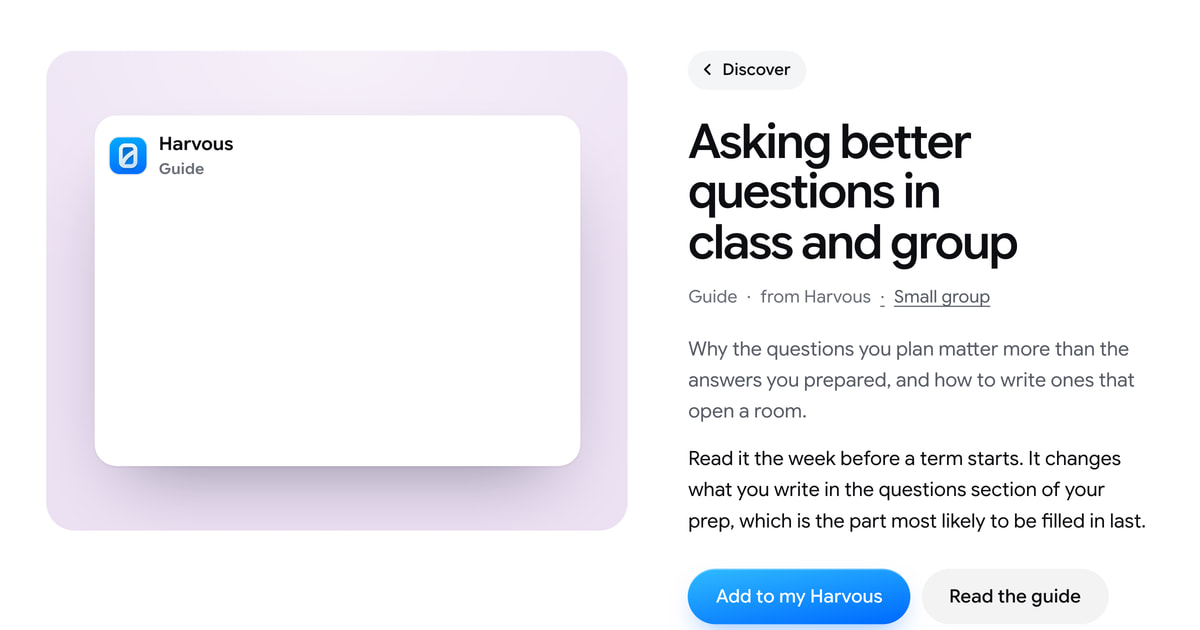 Harvous
Guide
Discover
Asking better
questions in
class and group
Guide · from Harvous · Small group
Why the questions you plan matter more than the
answers you prepared, and how to write ones that
open a room.
Read it the week before a term starts. It changes
what you write in the questions section of your
prep, which is the part most likely to be filled in last.
Add to my Harvous
Read the guide